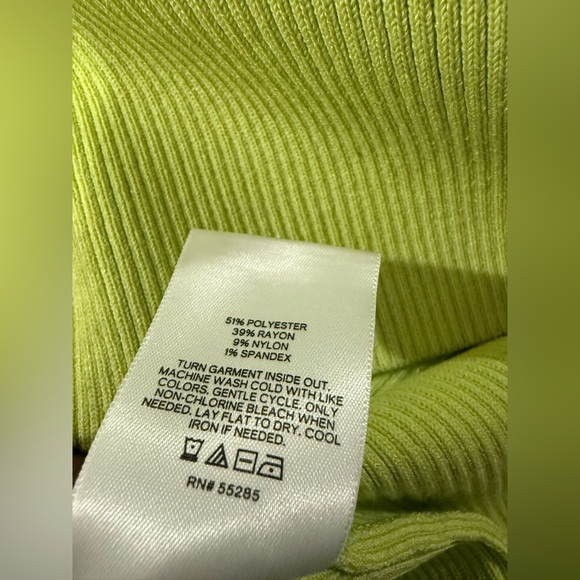 51% POLYESTER
39% RAYON
9% NYLON
1% SPANDEX
TURN GARMENT INSIDE OUT.
MACHINE WASH COLD WITH LIKE
COLORS. GENTLE CYCLE. ONLY
NON-CHLORINE BLEACH WHEN
NEEDED. LAY FLAT TO DRY. COOL
IRON IF NEEDED.
RN# 55285